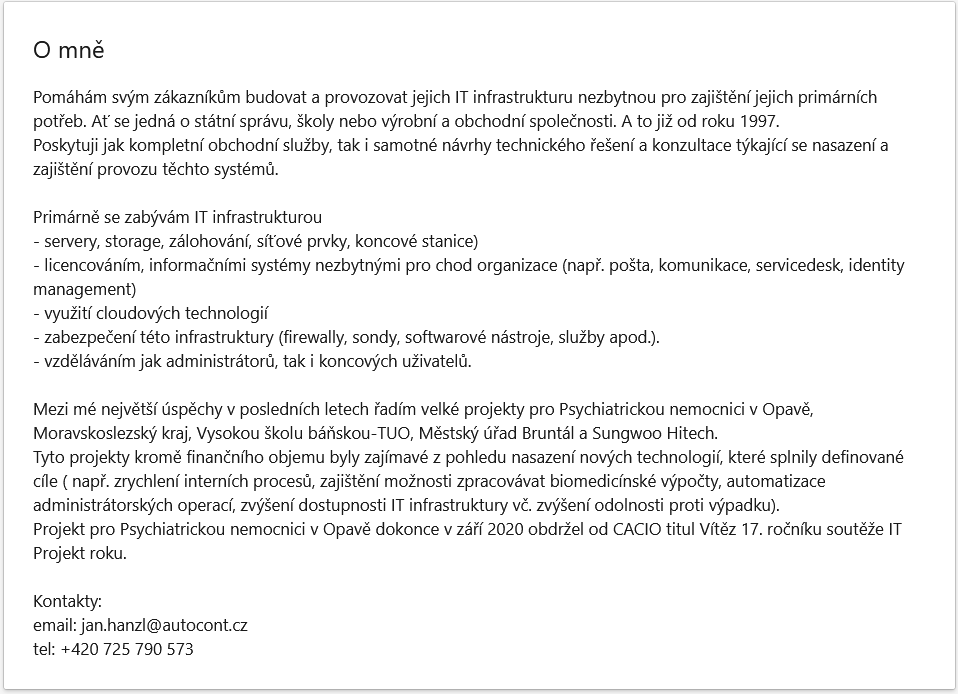 O mně
Pomáhám svým zákazníkům budovat a provozovat jejich IT infrastrukturu nezbytnou pro zajištění jejich primárních
potřeb. Ať se jedná o státní správu, školy nebo výrobní a obchodní společnosti. A to již od roku 1997.
Poskytuji jak kompletní obchodní služby, tak i samotné návrhy technického řešení a konzultace týkající se nasazení a
zajištění provozu těchto systémů.
Primárně se zabývám IT infrastrukturou
- servery, storage, zálohování, síťové prvky, koncové stanice)
- licencováním, informačními systémy nezbytnými pro chod organizace (např. pošta, komunikace, servicedesk, identity
management)
- využití cloudových technologií
- zabezpečení této infrastruktury (firewally, sondy, softwarové nástroje, služby apod.).
- vzděláváním jak administrátorů, tak i koncových uživatelů.
Mezi mé největší úspěchy v posledních letech řadím velké projekty pro Psychiatrickou nemocnici v Opavě,
Moravskoslezský kraj, Vysokou školu báňskou-TUO, Městský úřad Bruntál a Sungwoo Hitech.
Tyto projekty kromě finančního objemu byly zajímavé z pohledu nasazení nových technologií, které splnily definované
cíle ( např. zrychlení interních procesů, zajištění možnosti zpracovávat biomedicínské výpočty, automatizace
administrátorských operací, zvýšení dostupnosti IT infrastruktury vč. zvýšení odolnosti proti výpadku).
Projekt pro Psychiatrickou nemocnici v Opavě dokonce v září 2020 obdržel od CACIO titul Vítěz 17. ročníku soutěže IT
Projekt roku.
Kontakty:
email: jan.hanzl@autocont.cz
tel: +420 725 790 573